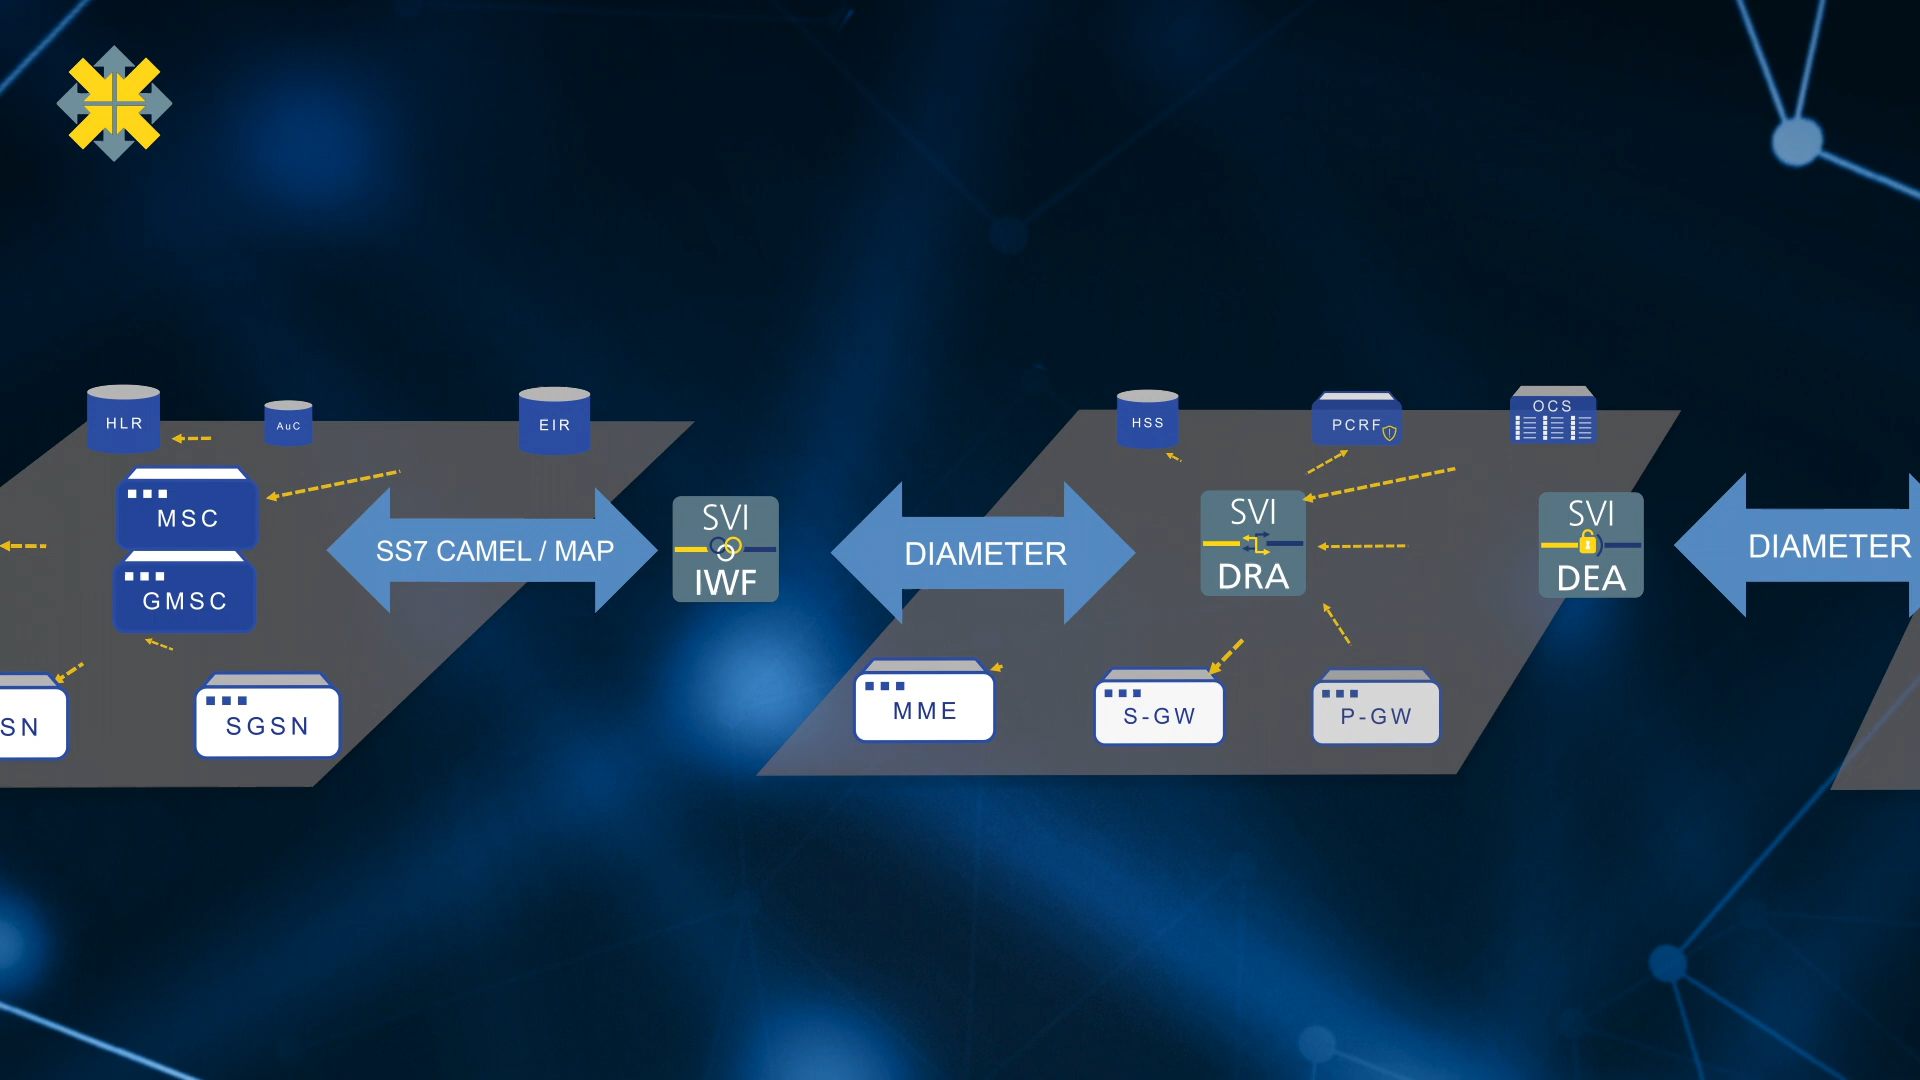 HLR
AuC
EIR
MSC
GMSC
SN
SGSN
SS7 CAMEL / MAP
SVI
IWF
DIAMETER
HSS
PCRF
OCS
SVI
DRA
SVI
DEA
MME
S-GW
P-GW
DIAMETER